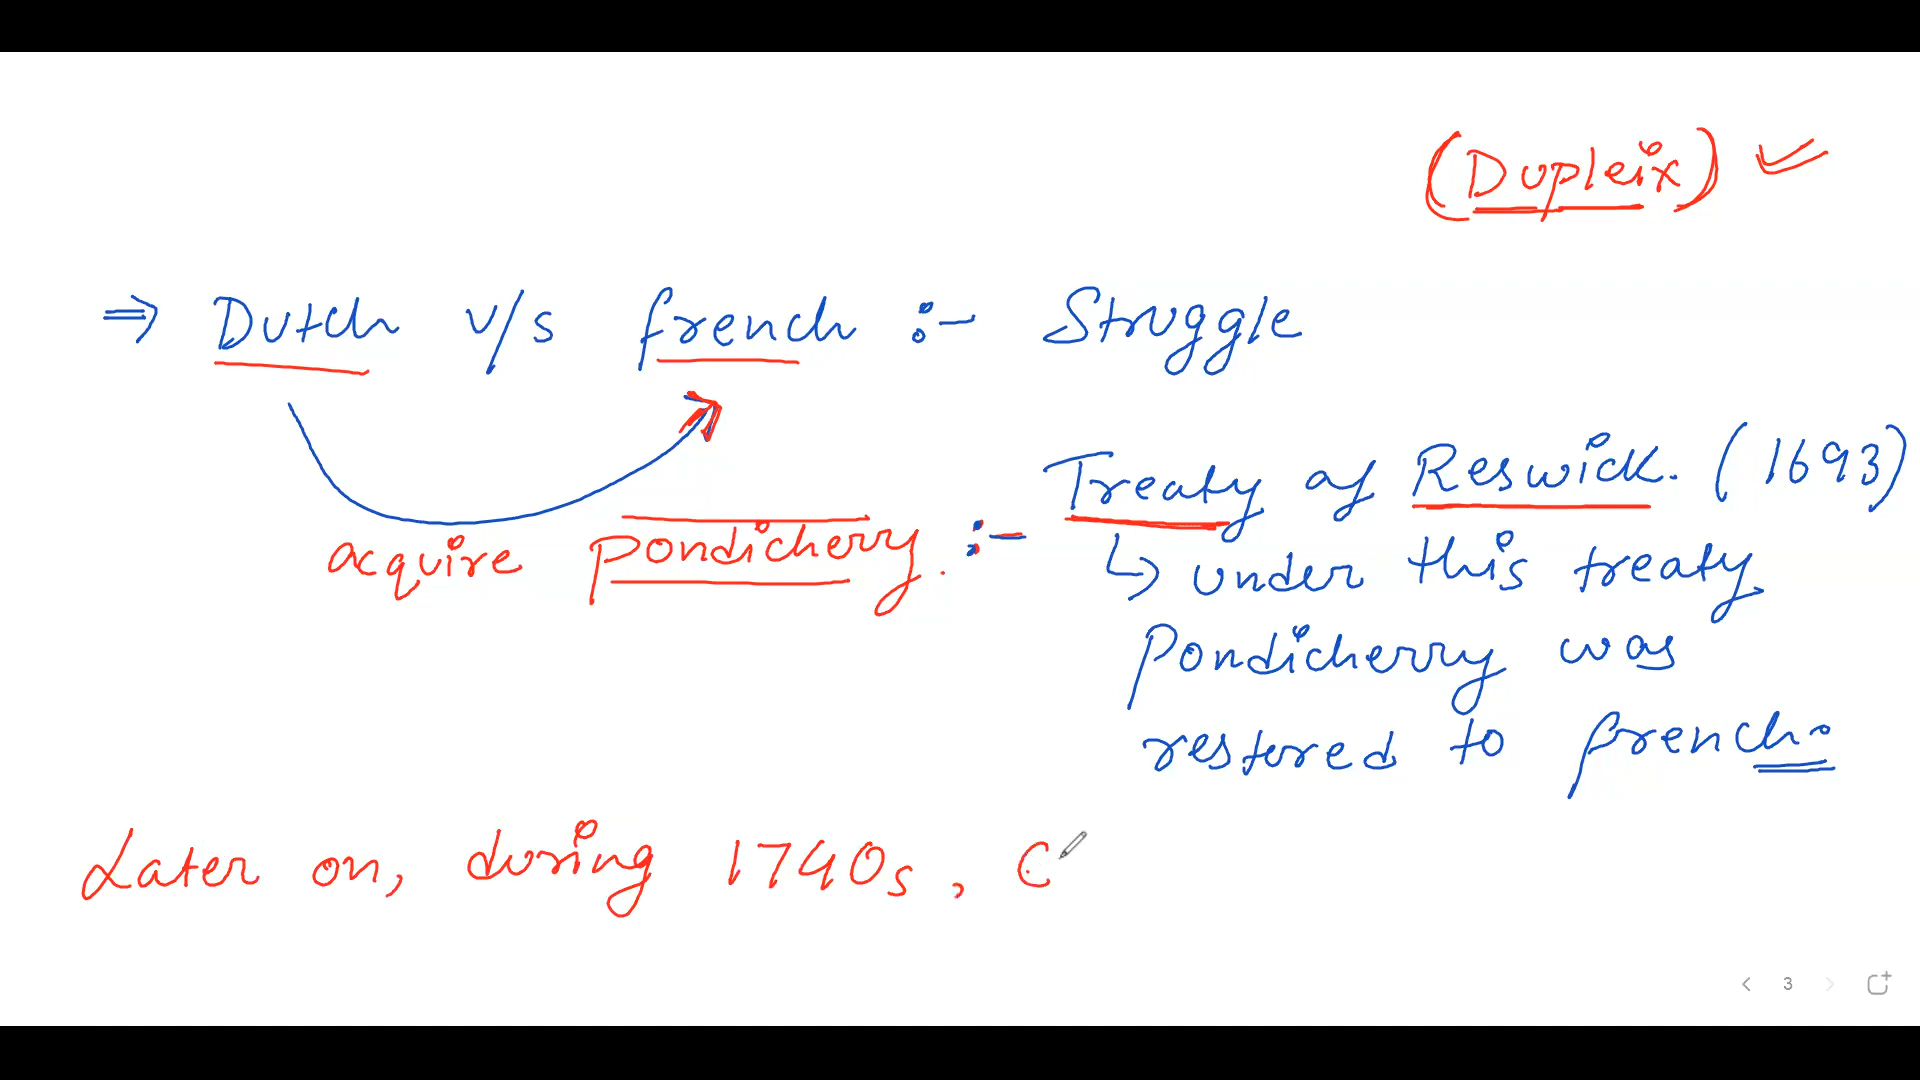 (Dupleix)
⇒ Dutch v/s french :- Struggle
Treaty of Reswick. (1693)
acquire Pondicherry. :-
↳ under this treaty
Pondicherry was
restored to french.
Later on, during 1740s, C
3